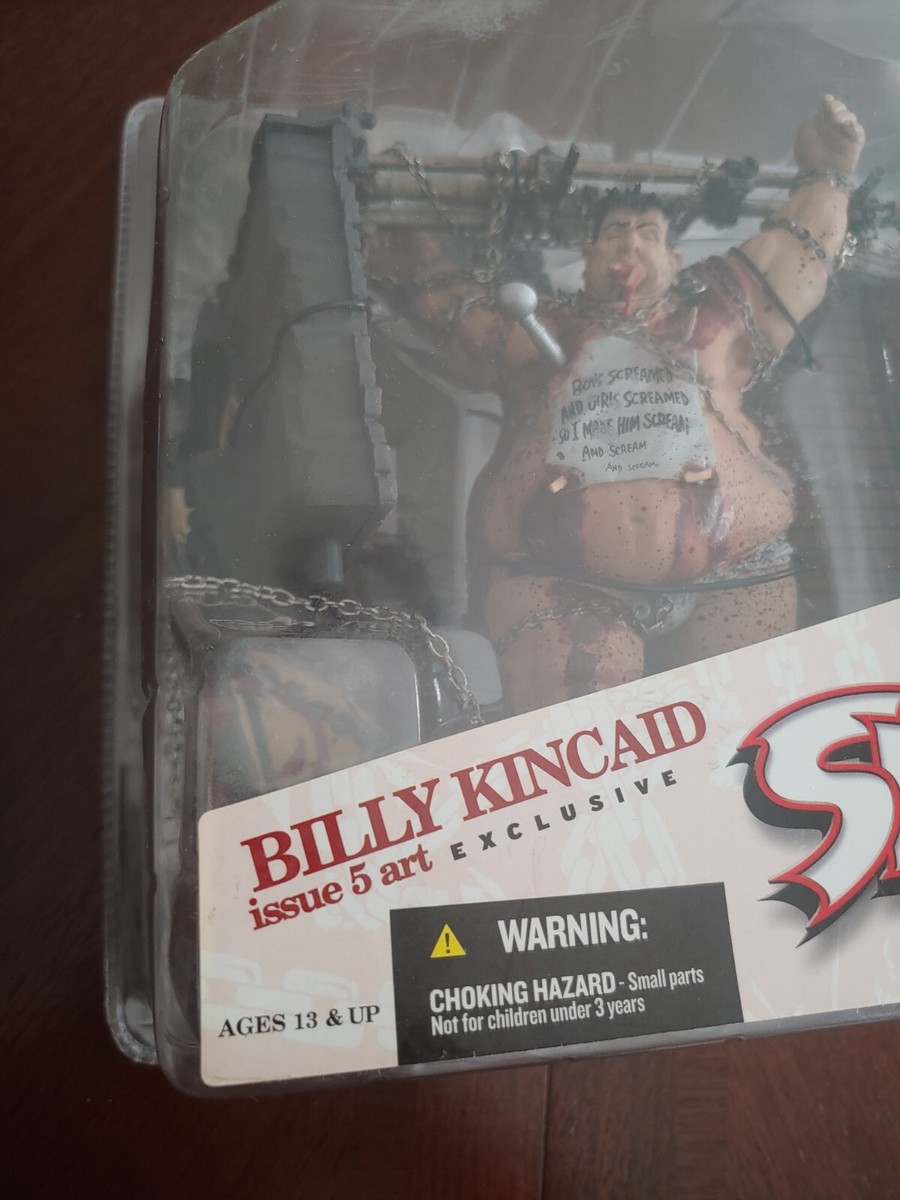 BOYS SCREAMED
AND GIRLS SCREAMED
SO I MADE HIM SCREAM
AND SCREAM
AND SCREAM
BILLY KINCAID
issue 5 art EXCLUSIVE
WARNING:
CHOKING HAZARD - Small parts
Not for children under 3 years
AGES 13 & UP